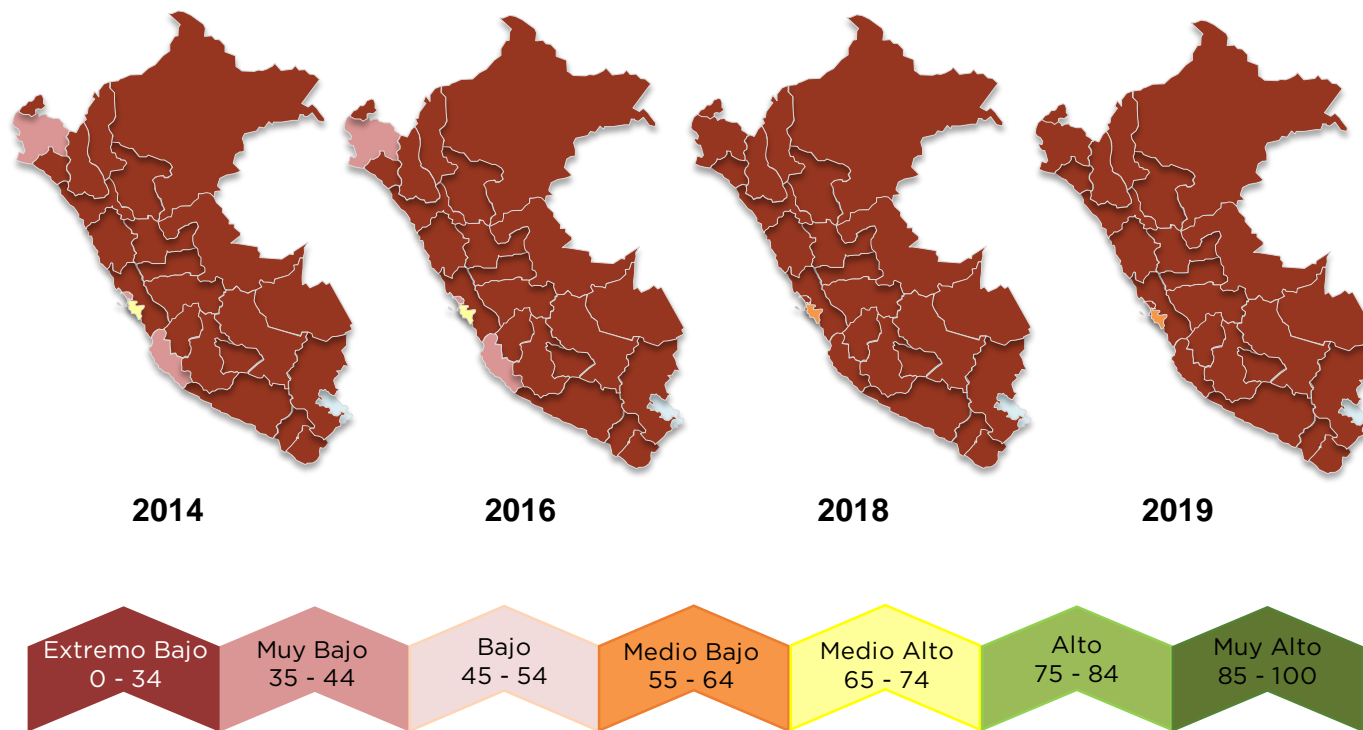 2014
2016
2018
2019
Extremo Bajo
0 - 34
Muy Bajo
35 - 44
Bajo
45 - 54
Medio Bajo
55 - 64
Medio Alto
65 - 74
Alto
75 - 84
Muy Alto
85 - 100